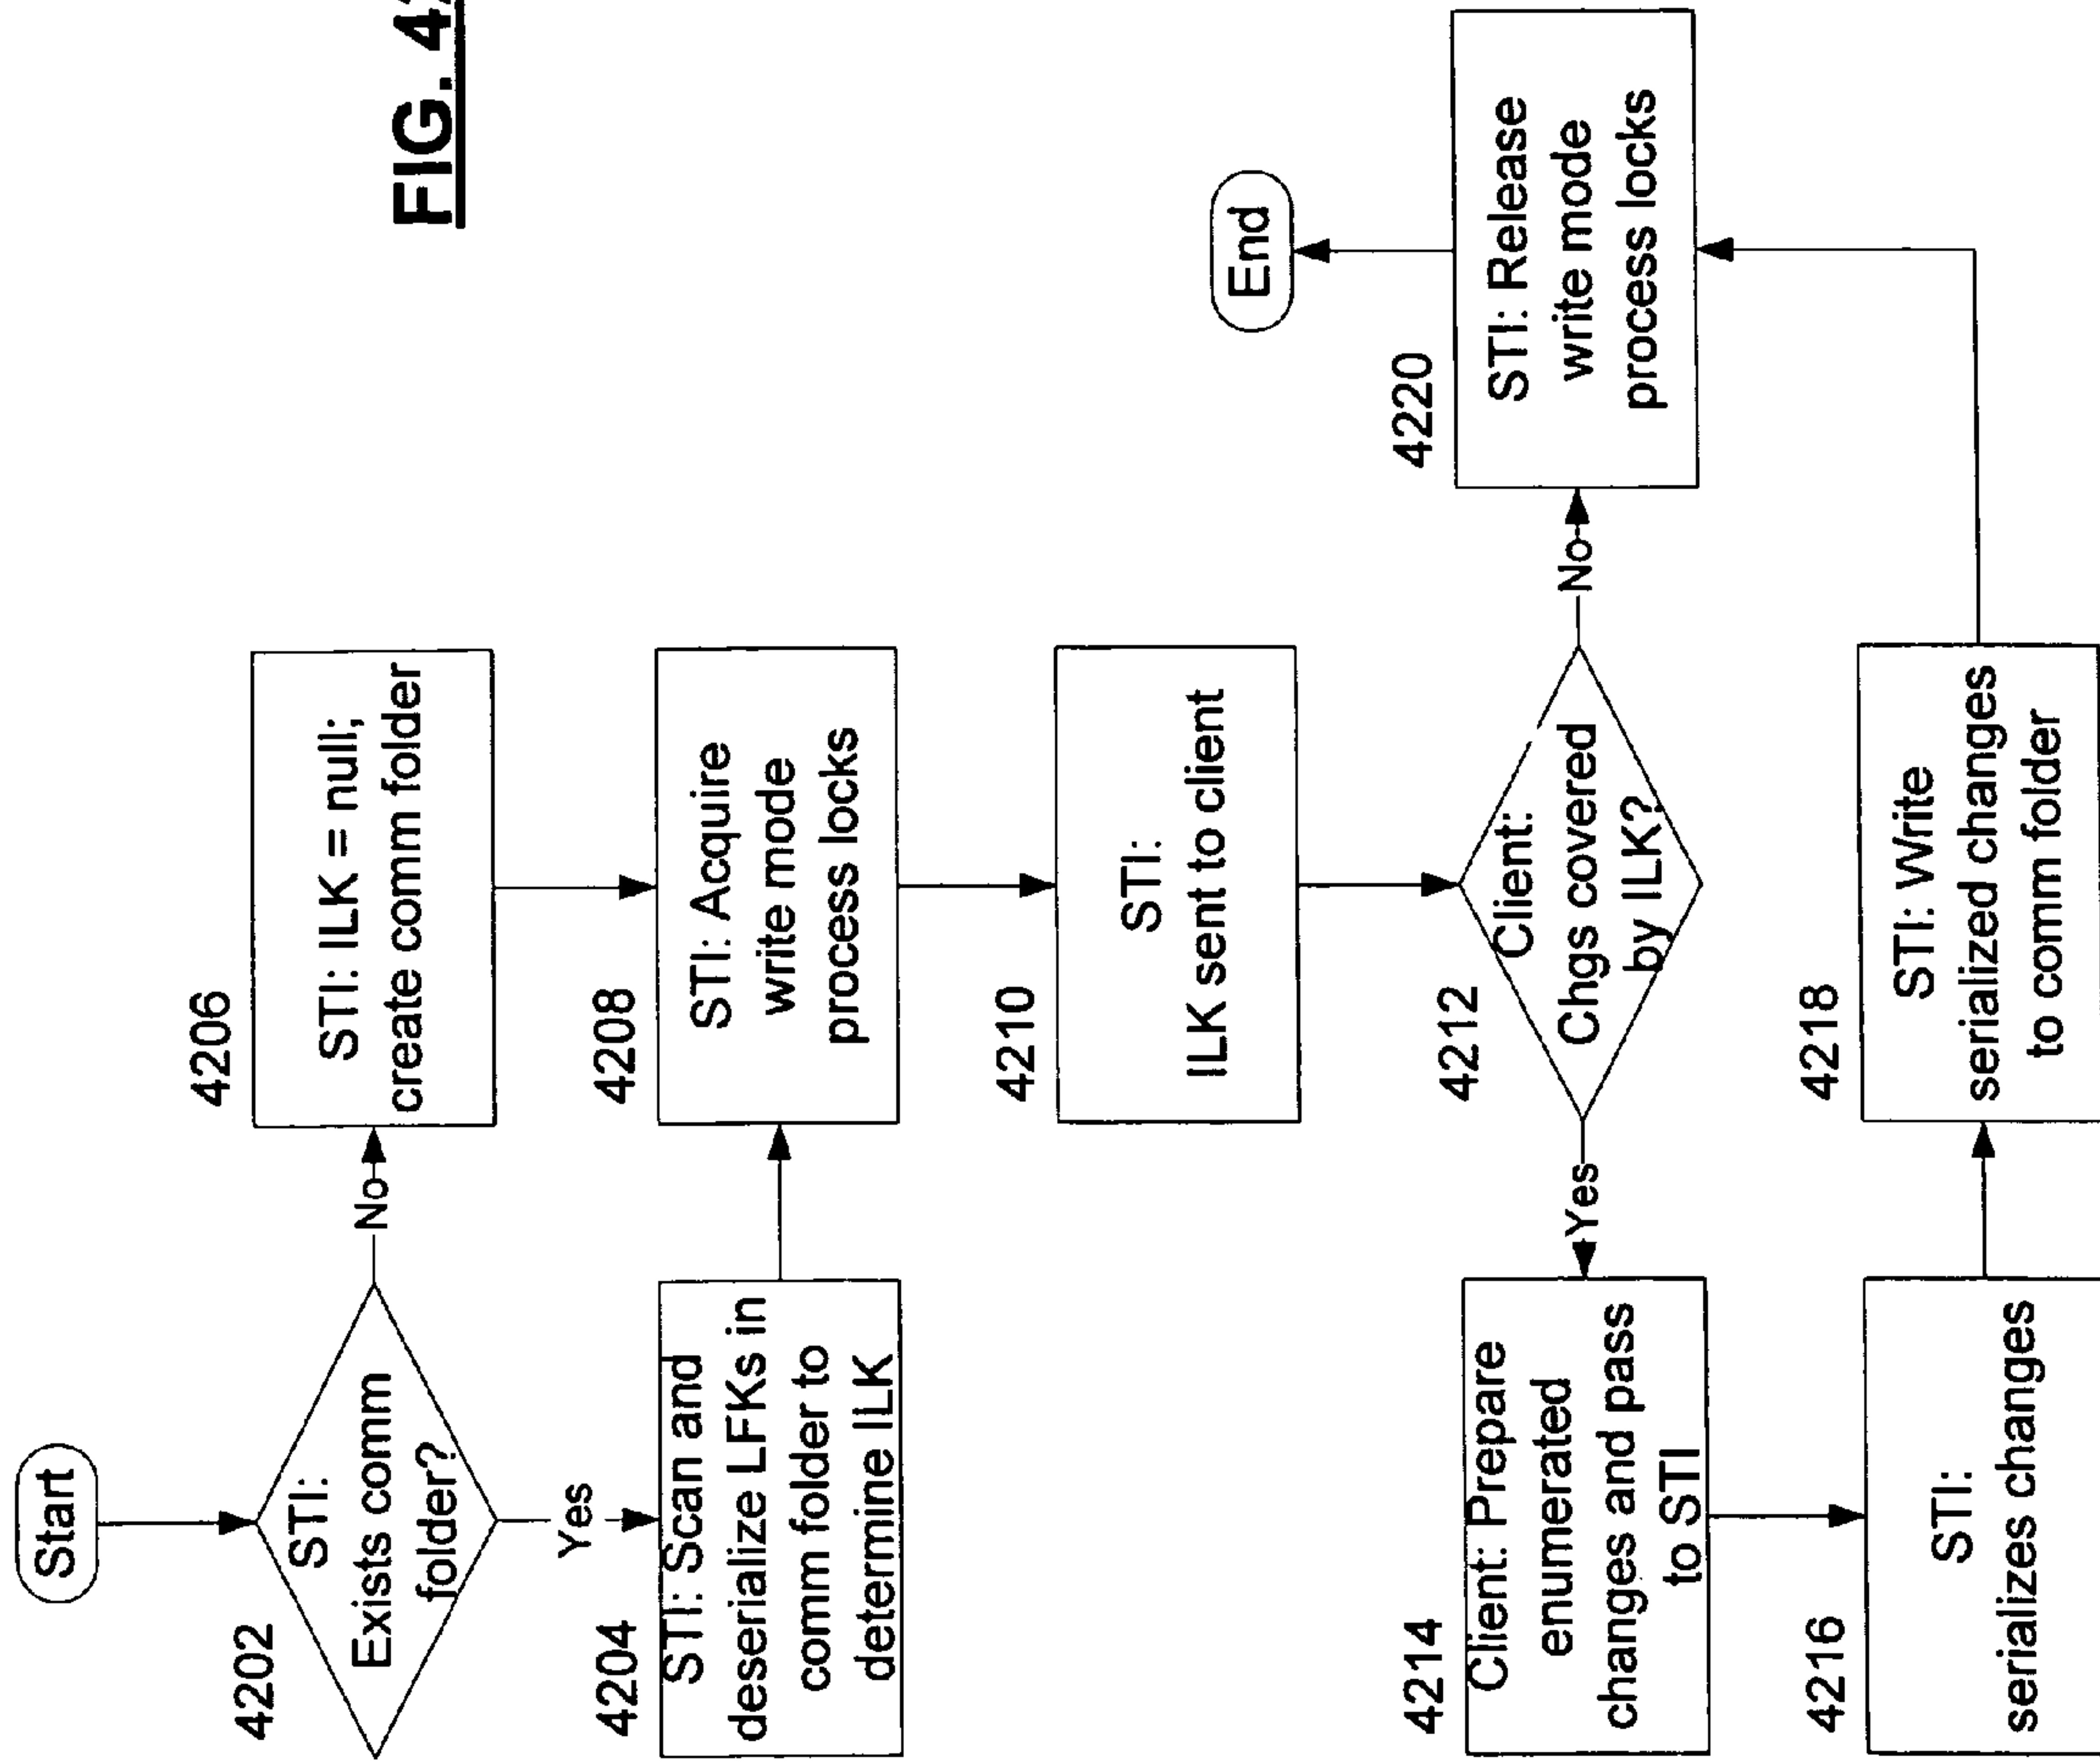 Start
4202
STI:
Exists comm
folder?
No
Yes
4206
STI: ILK = null;
create comm folder
4204
STI: Scan and
deserialize LFKs in
comm folder to
determine ILK
4208
STI: Acquire
write mode
process locks
4210
STI:
ILK sent to client
4212
Client:
Chgs covered
by ILK?
Yes
No
4214
Client: Prepare
enumerated
changes and pass
to STI
4216
STI:
serializes changes
4218
STI: Write
serialized changes
to comm folder
4220
STI: Release
write mode
process locks
End
FIG. 42